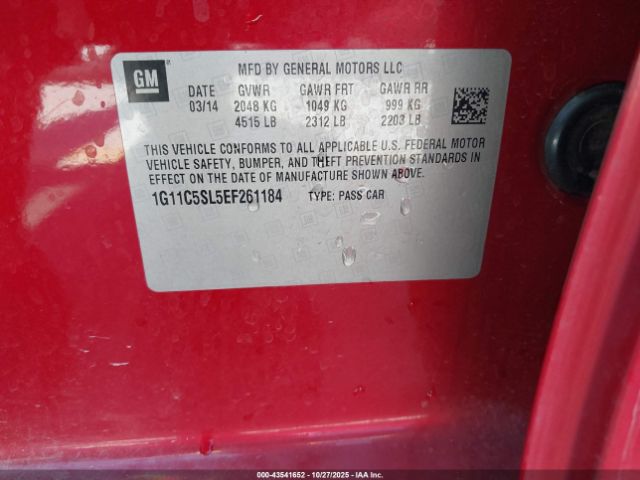 GM
MFD BY GENERAL MOTORS LLC
DATE GVWR GAWR FRT GAWR RR
03/14 2048 KG 1049 KG 999 KG
4515 LB 2312 LB 2203 LB
THIS VEHICLE CONFORMS TO ALL APPLICABLE U.S. FEDERAL MOTOR
VEHICLE SAFETY, BUMPER, AND THEFT PREVENTION STANDARDS IN
EFFECT ON THE DATE OF MANUFACTURE SHOWN ABOVE.
1G11C5SL5EF261184 TYPE: PASS CAR
000-43541652 | 10/27/2025 - IAA, Inc.